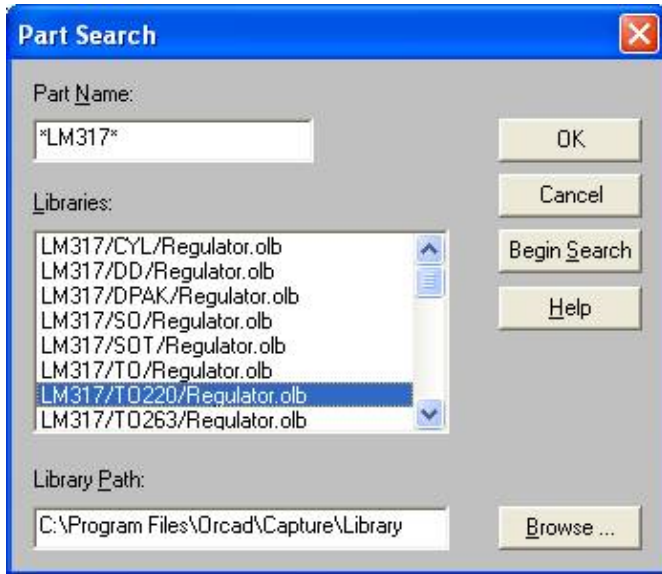 Part Search
Part Name:
*LM317*
OK
Libraries:
Cancel
LM317/CYL/Regulator.olb
LM317/DD/Regulator.olb
LM317/DPAK/Regulator.olb
LM317/SO/Regulator.olb
LM317/SOT/Regulator.olb
LM317/TO/Regulator.olb
LM317/TO220/Regulator.olb
LM317/TO263/Regulator.olb
Begin Search
Help
Library Path:
C:\Program Files\Orcad\Capture\Library
Browse ...